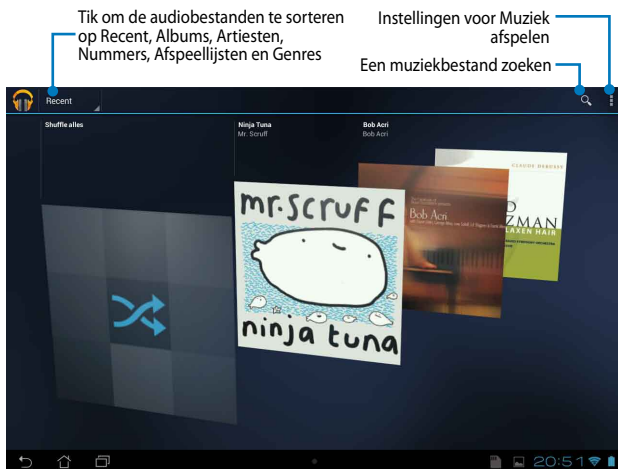 Tik om de audiobestanden te sorteren
op Recent, Albums, Artiesten,
Nummers, Afspeellijsten en Genres
Instellingen voor Muziek
afspelen
Een muziekbestand zoeken
Recent
Shuffle alles
Ninja Tuna
Mr. Scruff
Bob Acri
Bob Acri
mr.scruff
ninja tuna
Bob Acri
CLAUDE DEBUSSY
ZMAN
LAXEN HAIR
20:51